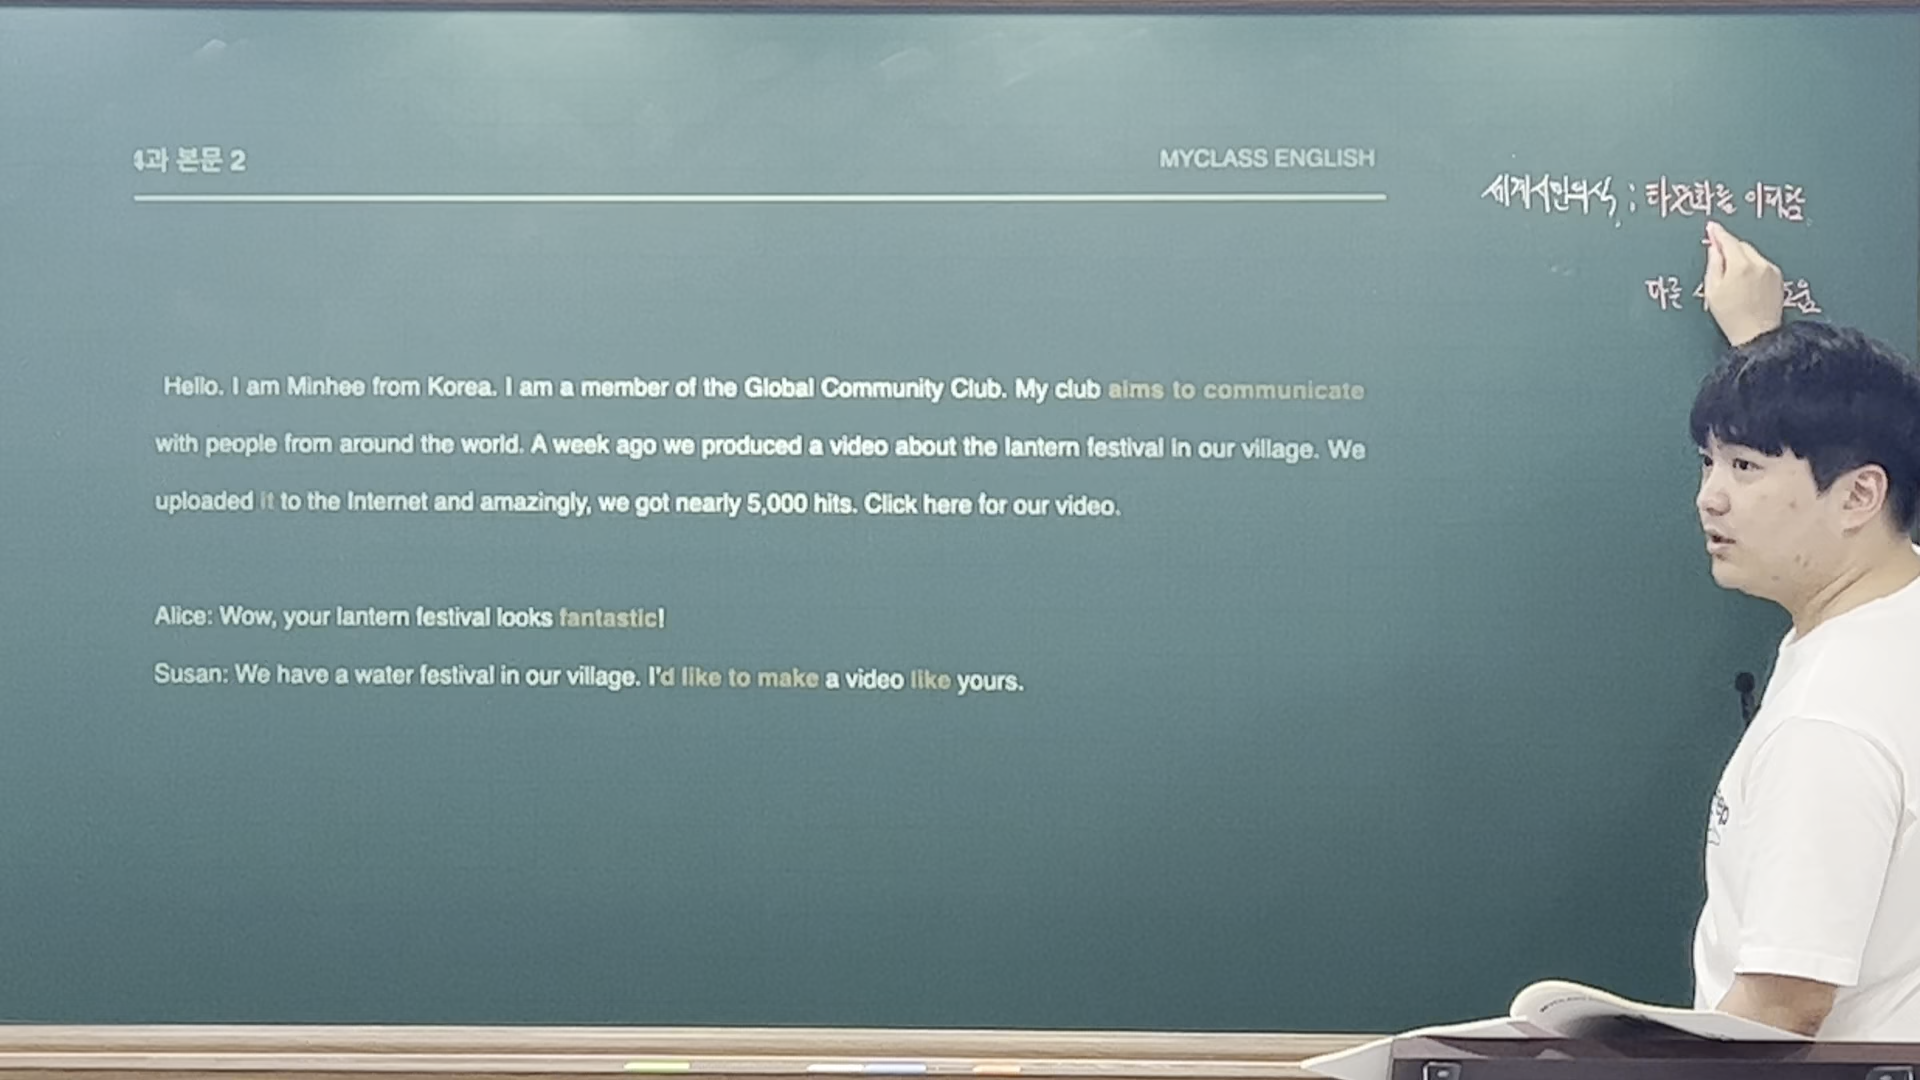 4과 본문 2
MYCLASS ENGLISH
세계시민의식 : 타문화를 이해함
다른
도움
Hello. I am Minhee from Korea. I am a member of the Global Community Club. My club aims to communicate
with people from around the world. A week ago we produced a video about the lantern festival in our village. We
uploaded it to the Internet and amazingly, we got nearly 5,000 hits. Click here for our video.
Alice: Wow, your lantern festival looks fantastic!
Susan: We have a water festival in our village. I'd like to make a video like yours.